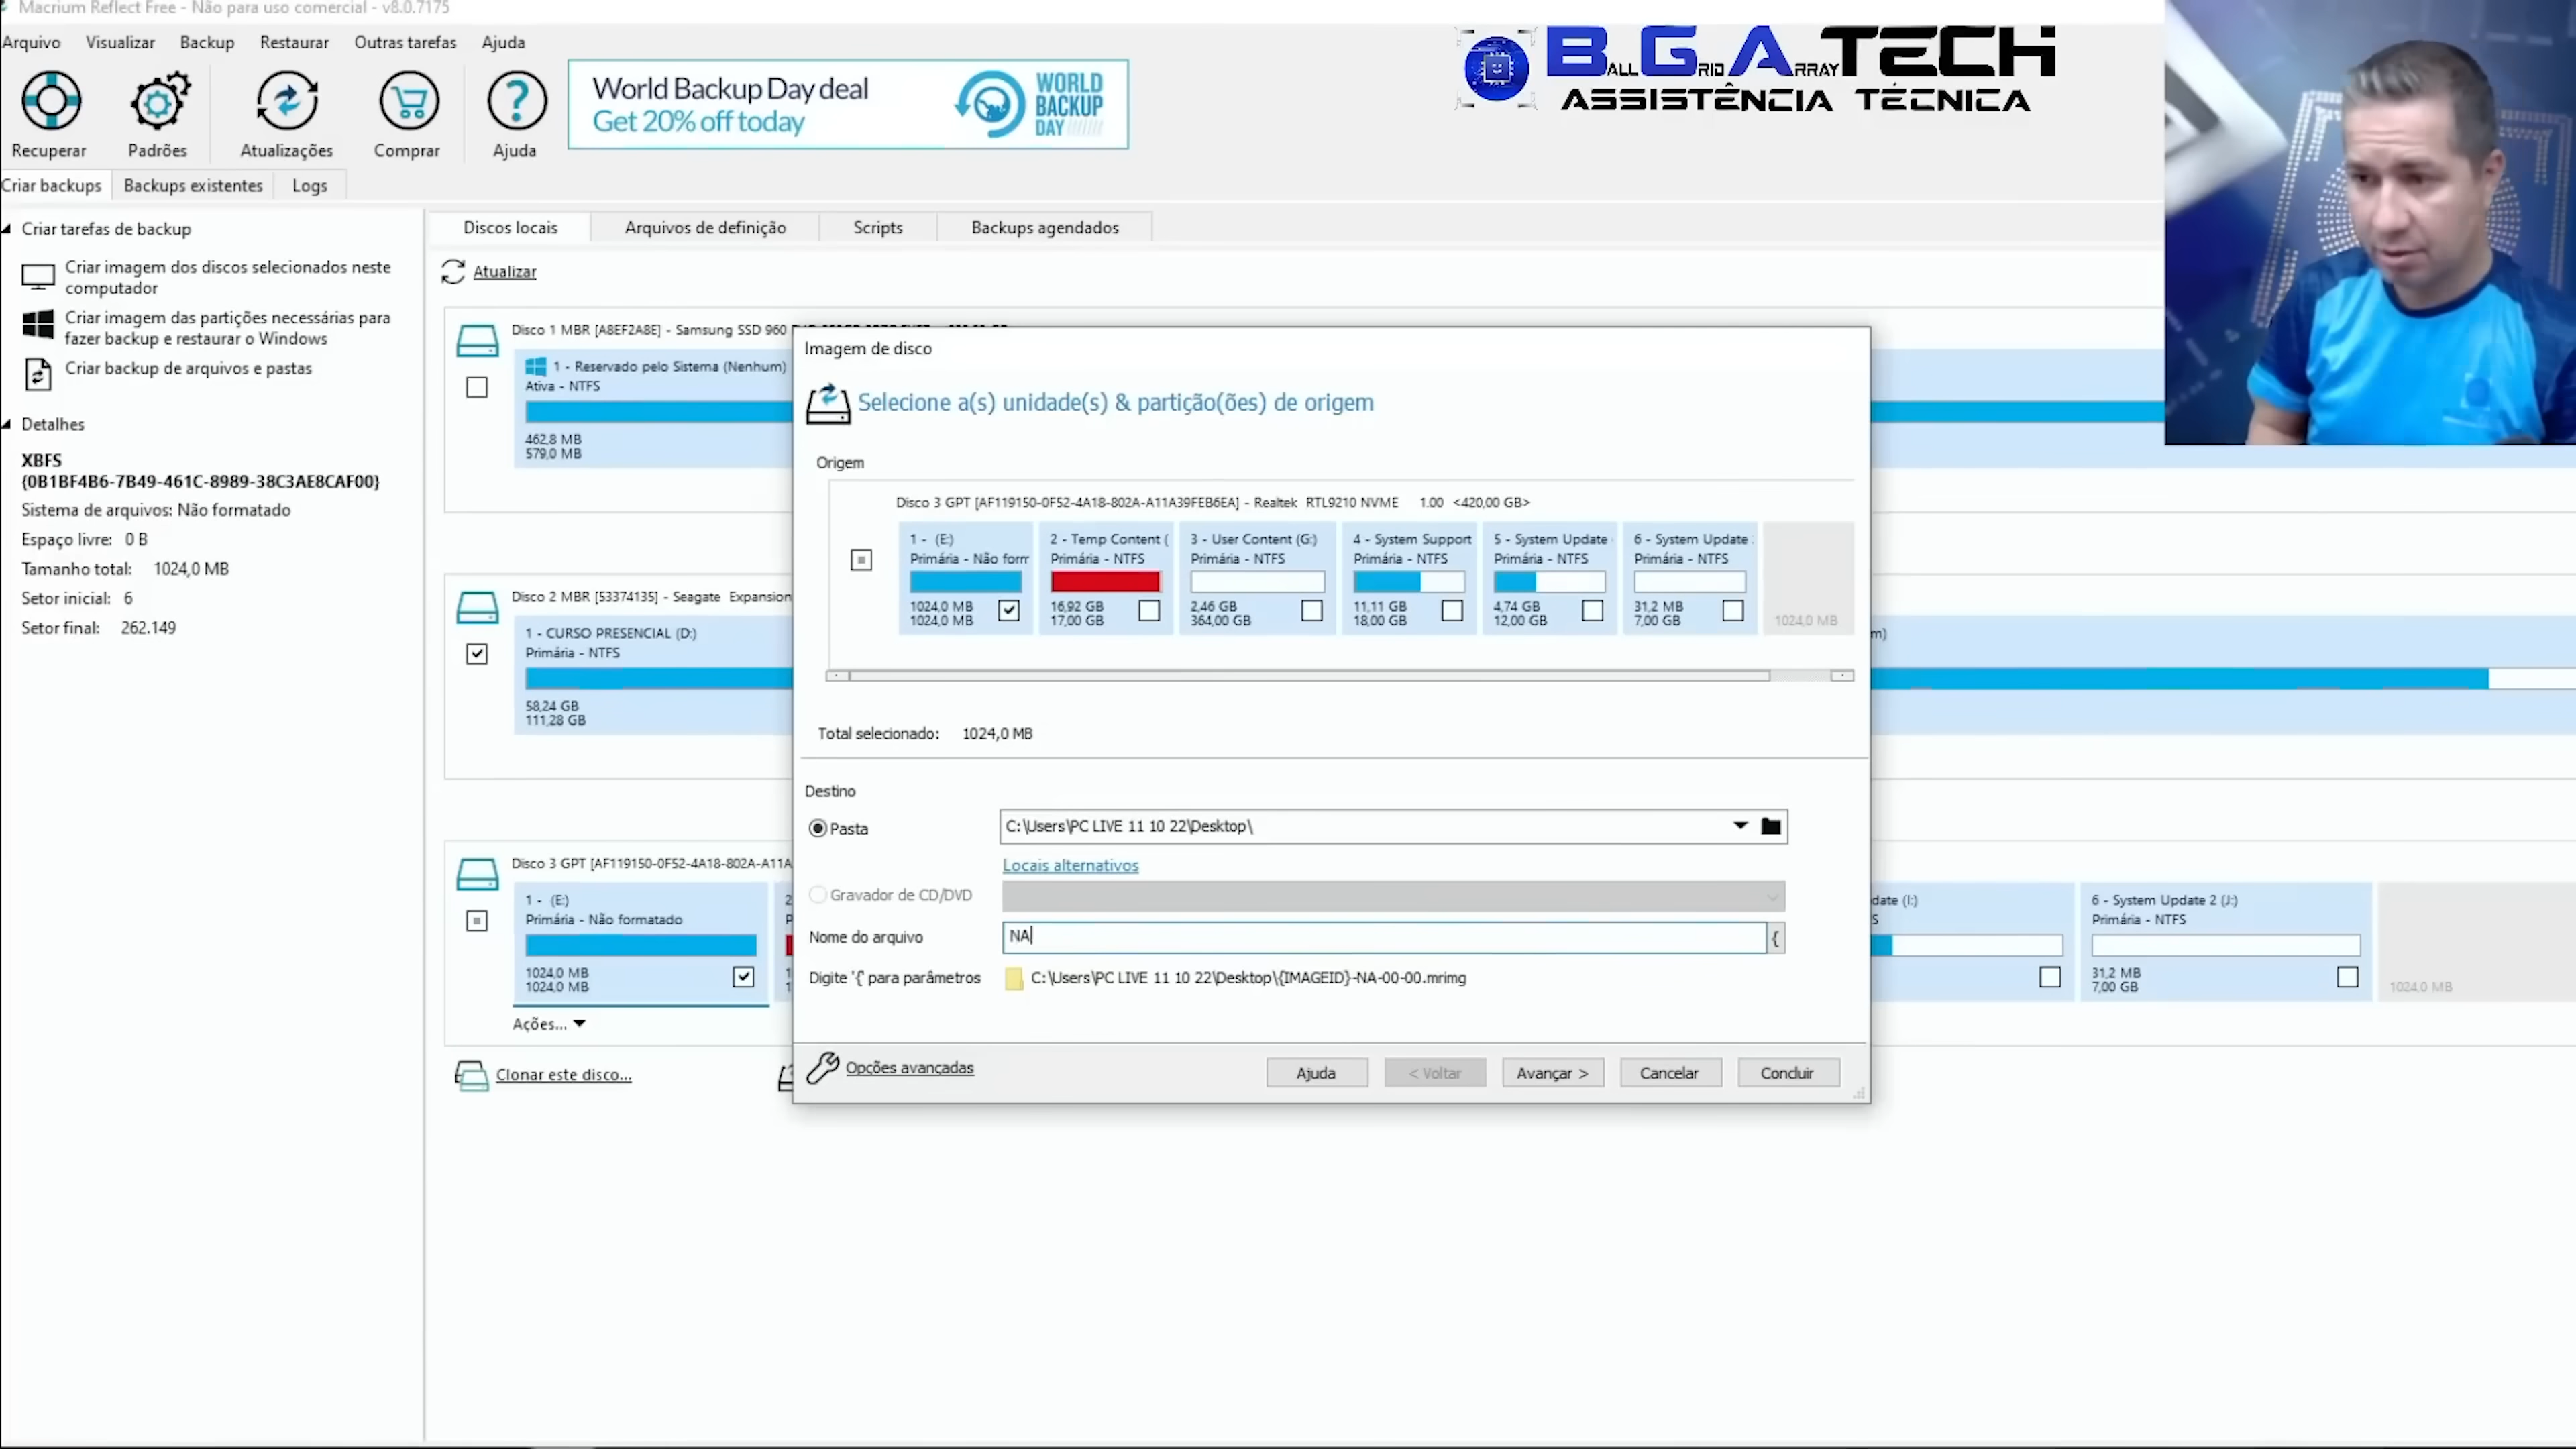 Macrium Reflect Free - Não para uso comercial - v8.0.7175
Arquivo Visualizar Backup Restaurar Outras tarefas Ajuda
Recuperar Padrões Atualizações Comprar Ajuda
World Backup Day deal
Get 20% off today
WORLD
BACKUP
DAY
BALL GRID ARRAY TECH
ASSISTÊNCIA TÉCNICA
Criar backups Backups existentes Logs
Criar tarefas de backup
Criar imagem dos discos selecionados neste
computador
Criar imagem das partições necessárias para
fazer backup e restaurar o Windows
Criar backup de arquivos e pastas
Detalhes
XBFS
{0B1BF4B6-7B49-461C-8989-38C3AE8CAF00}
Sistema de arquivos: Não formatado
Espaço livre: 0 B
Tamanho total: 1024,0 MB
Setor inicial: 6
Setor final: 262.149
Discos locais Arquivos de definição Scripts Backups agendados
Atualizar
Disco 1 MBR [A8EF2A8E] - Samsung SSD 960
1 - Reservado pelo Sistema (Nenhum)
Ativa - NTFS
462,8 MB
579,0 MB
Disco 2 MBR [53374135] - Seagate Expansion
1 - CURSO PRESENCIAL (D:)
Primária - NTFS
58,24 GB
111,28 GB
m)
Disco 3 GPT [AF119150-0F52-4A18-802A-A11A
1 - (E:)
Primária - Não formatado
1024,0 MB
1024,0 MB
Ações...
Clonar este disco...
date (I:)
S
6 - System Update 2 (J:)
Primária - NTFS
31,2 MB
7,00 GB
1024,0 MB
Imagem de disco
Selecione a(s) unidade(s) & partição(ões) de origem
Origem
Disco 3 GPT [AF119150-0F52-4A18-802A-A11A39FEB6EA] - Realtek RTL9210 NVME 1.00 <420,00 GB>
1 - (E:) 2 - Temp Content ( 3 - User Content (G:) 4 - System Support 5 - System Update 6 - System Update
Primária - Não form Primária - NTFS Primária - NTFS Primária - NTFS Primária - NTFS Primária - NTFS
1024,0 MB 16,92 GB 2,46 GB 11,11 GB 4,74 GB 31,2 MB
1024,0 MB 17,00 GB 364,00 GB 18,00 GB 12,00 GB 7,00 GB 1024,0 MB
Total selecionado: 1024,0 MB
Destino
Pasta C:\Users\PC LIVE 11 10 22\Desktop\
Locais alternativos
Gravador de CD/DVD
Nome do arquivo NA {
Digite '{' para parâmetros C:\Users\PC LIVE 11 10 22\Desktop\{IMAGEID}-NA-00-00.mrimg
Opções avançadas Ajuda < Voltar Avançar > Cancelar Concluir